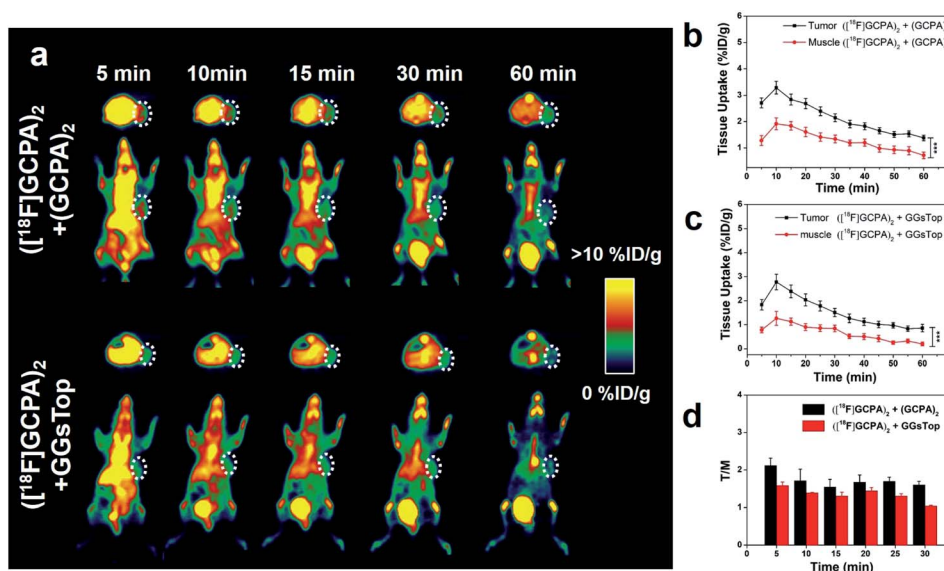 a
5 min 10min 15 min 30 min 60 min
([¹⁸F]GCPA)₂
+(GCPA)₂
>10 %ID/g
0 %ID/g
([¹⁸F]GCPA)₂
+GGsTop
b
Tumor ([¹⁸F]GCPA)₂ + (GCPA)
Muscle ([¹⁸F]GCPA)₂ + (GCPA)
Tissue Uptake (%ID/g)
6
5
4
3
2
1
0 10 20 30 40 50 60
Time (min)
***
c
Tumor ([¹⁸F]GCPA)₂ + GGsTop
muscle ([¹⁸F]GCPA)₂ + GGsTop
Tissue Uptake (%ID/g)
6
5
4
3
2
1
0
0 10 20 30 40 50 60
Time (min)
***
d
([¹⁸F]GCPA)₂ + (GCPA)₂
([¹⁸F]GCPA)₂ + GGsTop
T/M
4
3
2
1
0
5 10 15 20 25 30
Time (min)